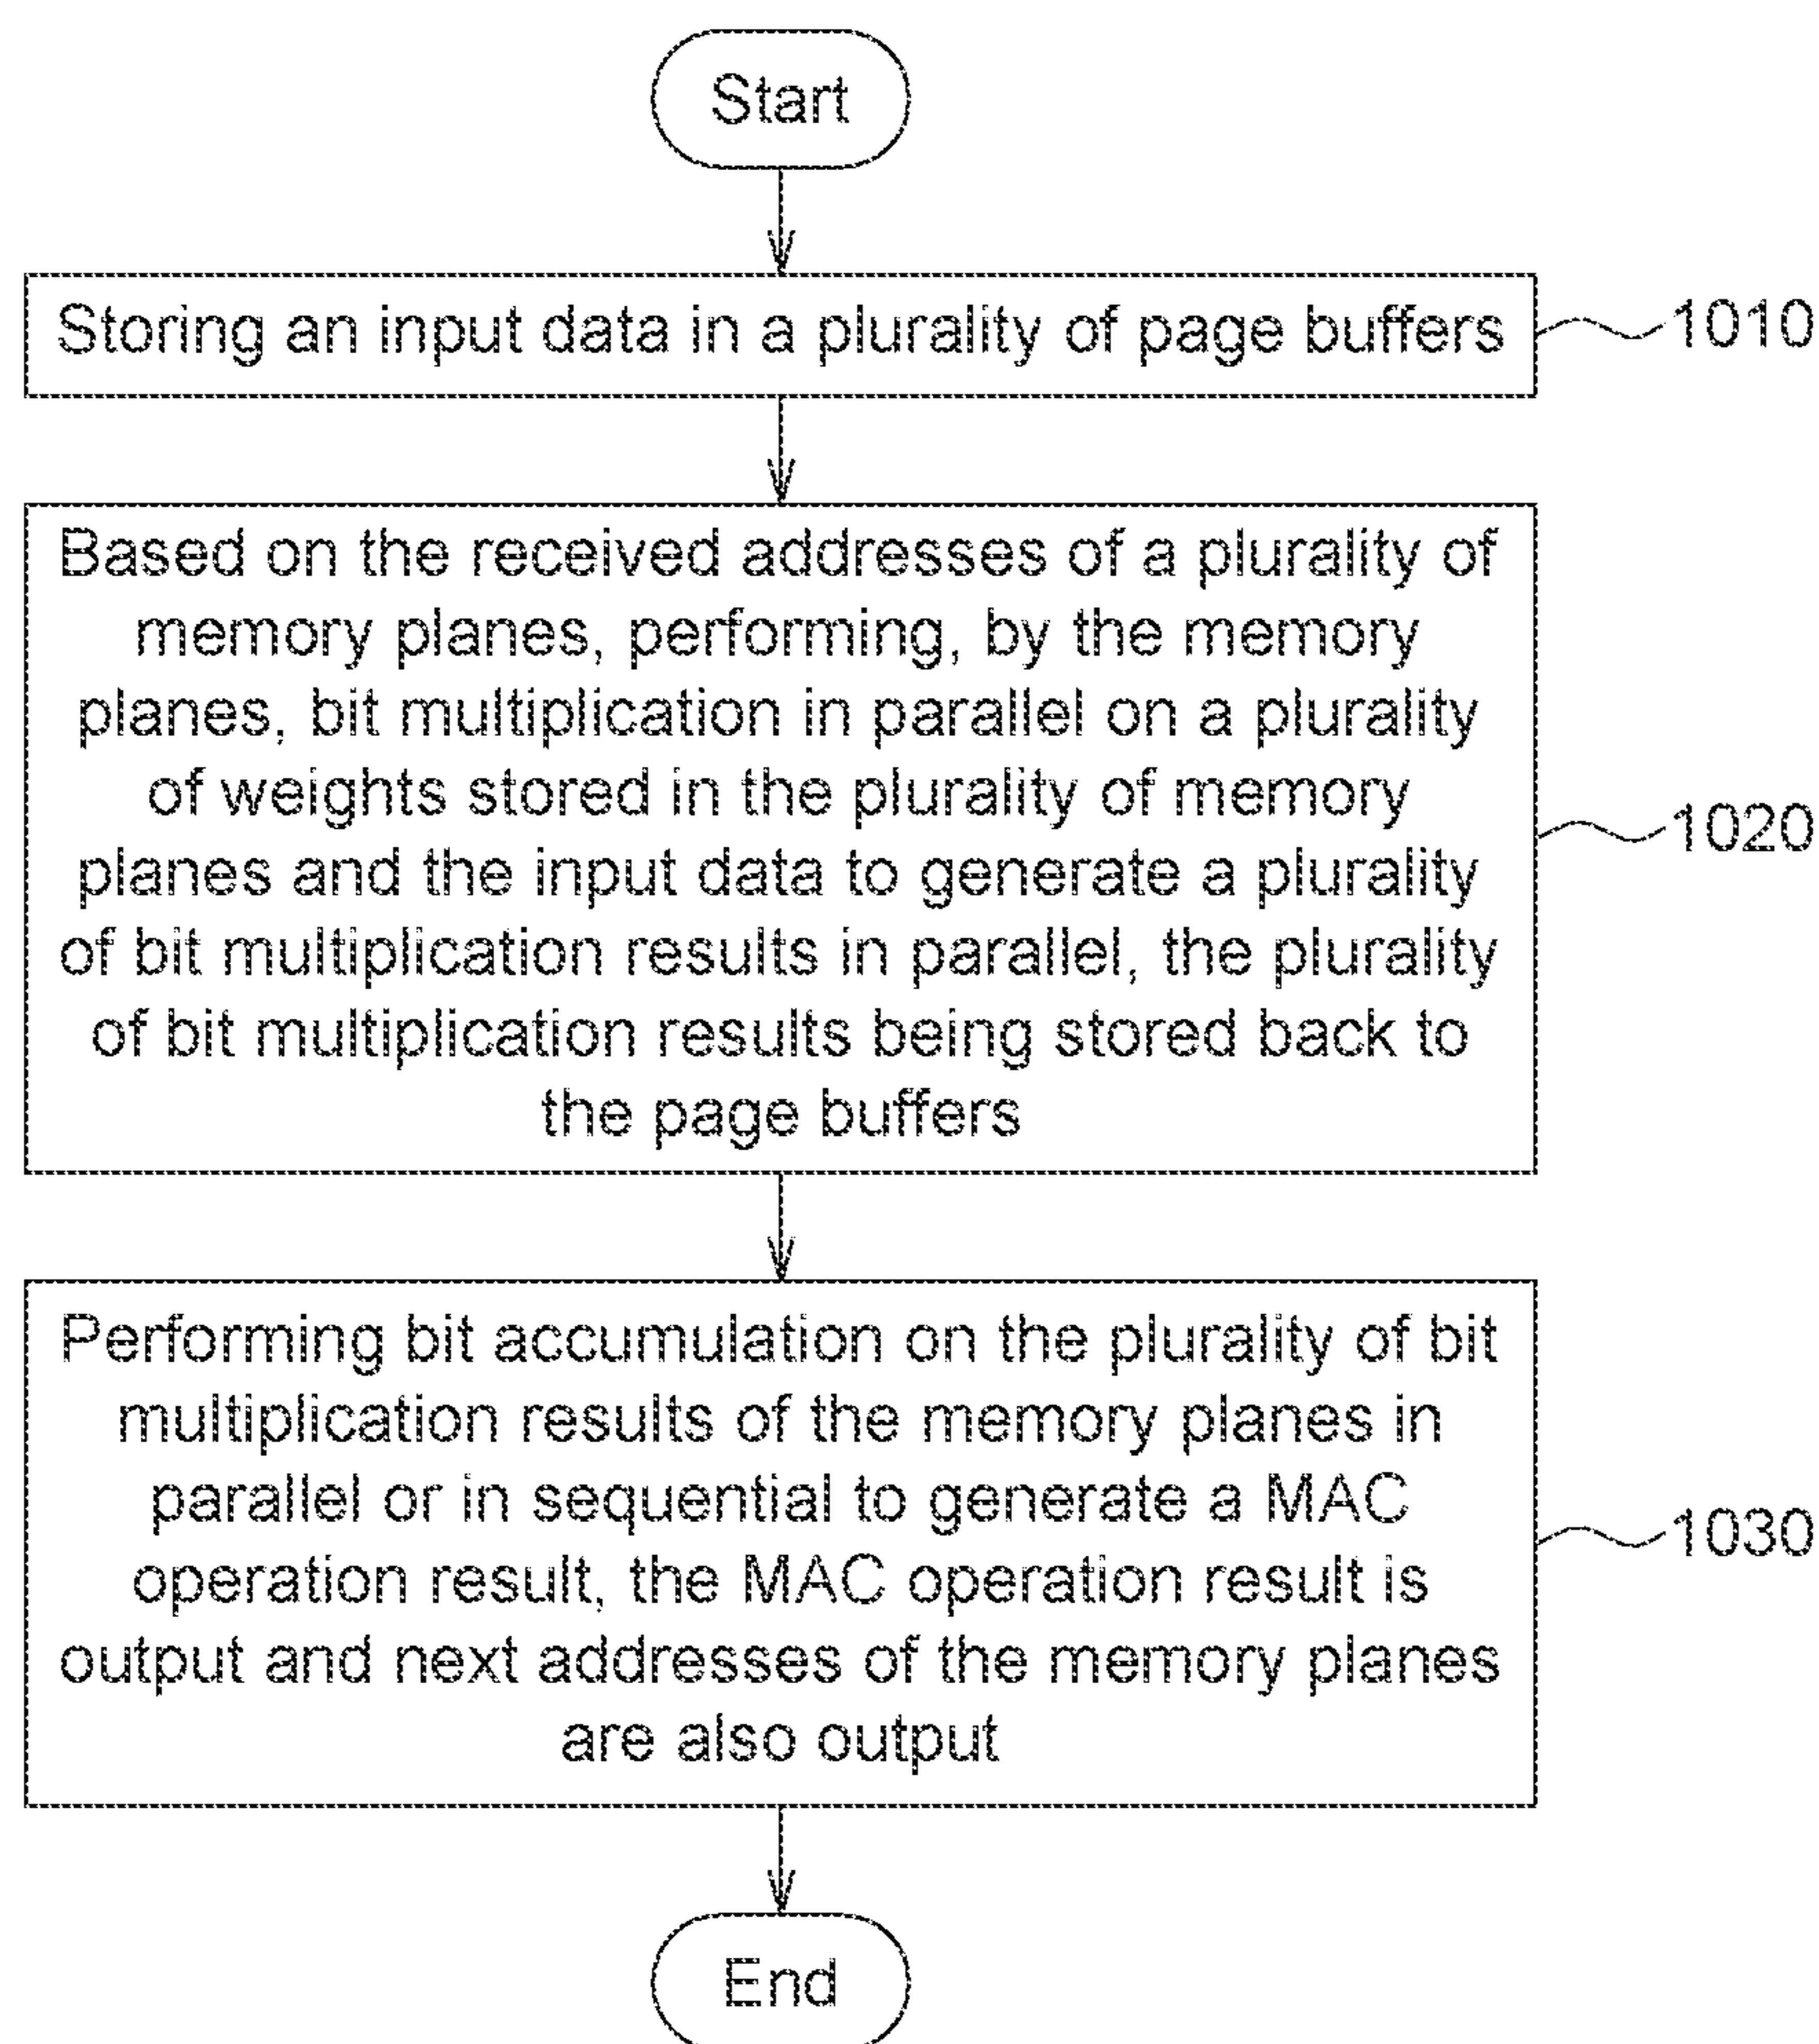 Start
Storing an input data in a plurality of page buffers
1010
Based on the received addresses of a plurality of
memory planes, performing, by the memory
planes, bit multiplication in parallel on a plurality
of weights stored in the plurality of memory
planes and the input data to generate a plurality
of bit multiplication results in parallel, the plurality
of bit multiplication results being stored back to
the page buffers
1020
Performing bit accumulation on the plurality of bit
multiplication results of the memory planes in
parallel or in sequential to generate a MAC
operation result, the MAC operation result is
output and next addresses of the memory planes
are also output
1030
End